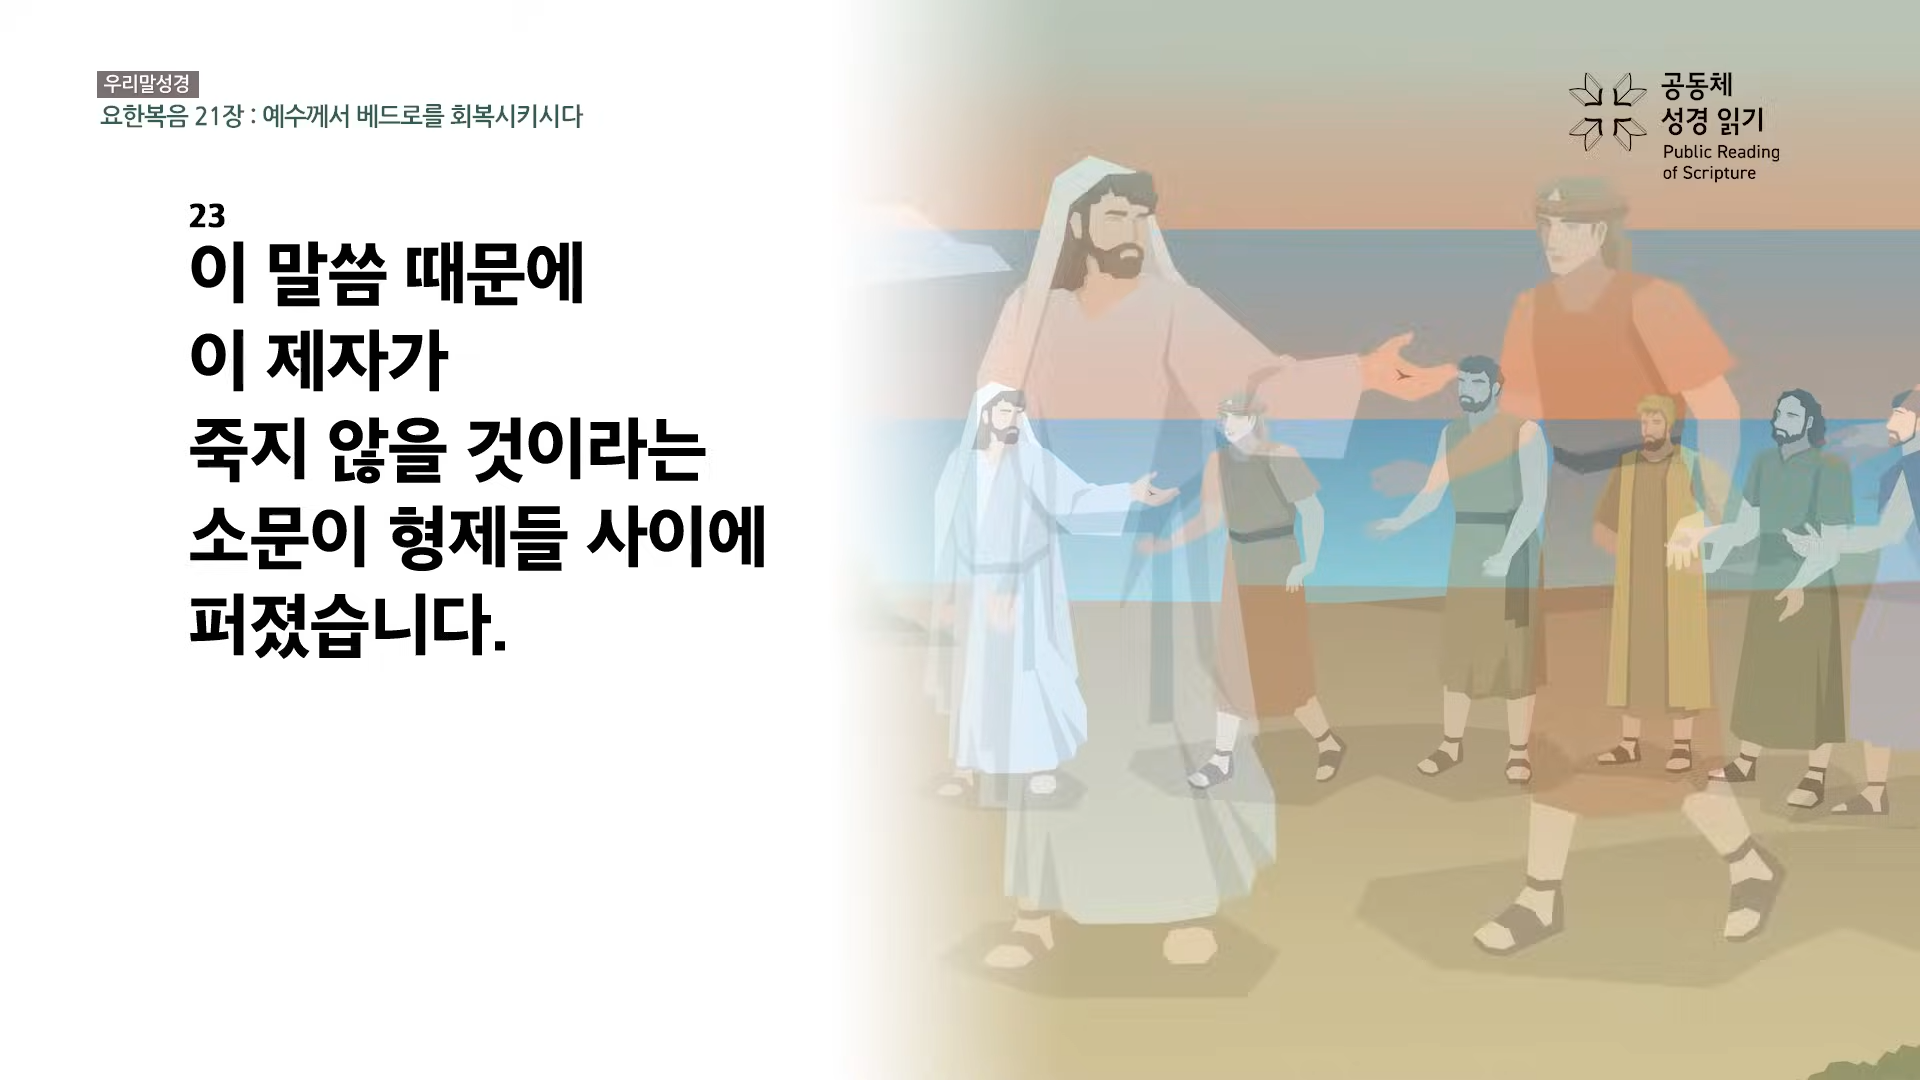 우리말성경
요한복음 21장 : 예수께서 베드로를 회복시키시다
공동체
성경 읽기
Public Reading
of Scripture
23
이 말씀 때문에
이 제자가
죽지 않을 것이라는
소문이 형제들 사이에
퍼졌습니다.